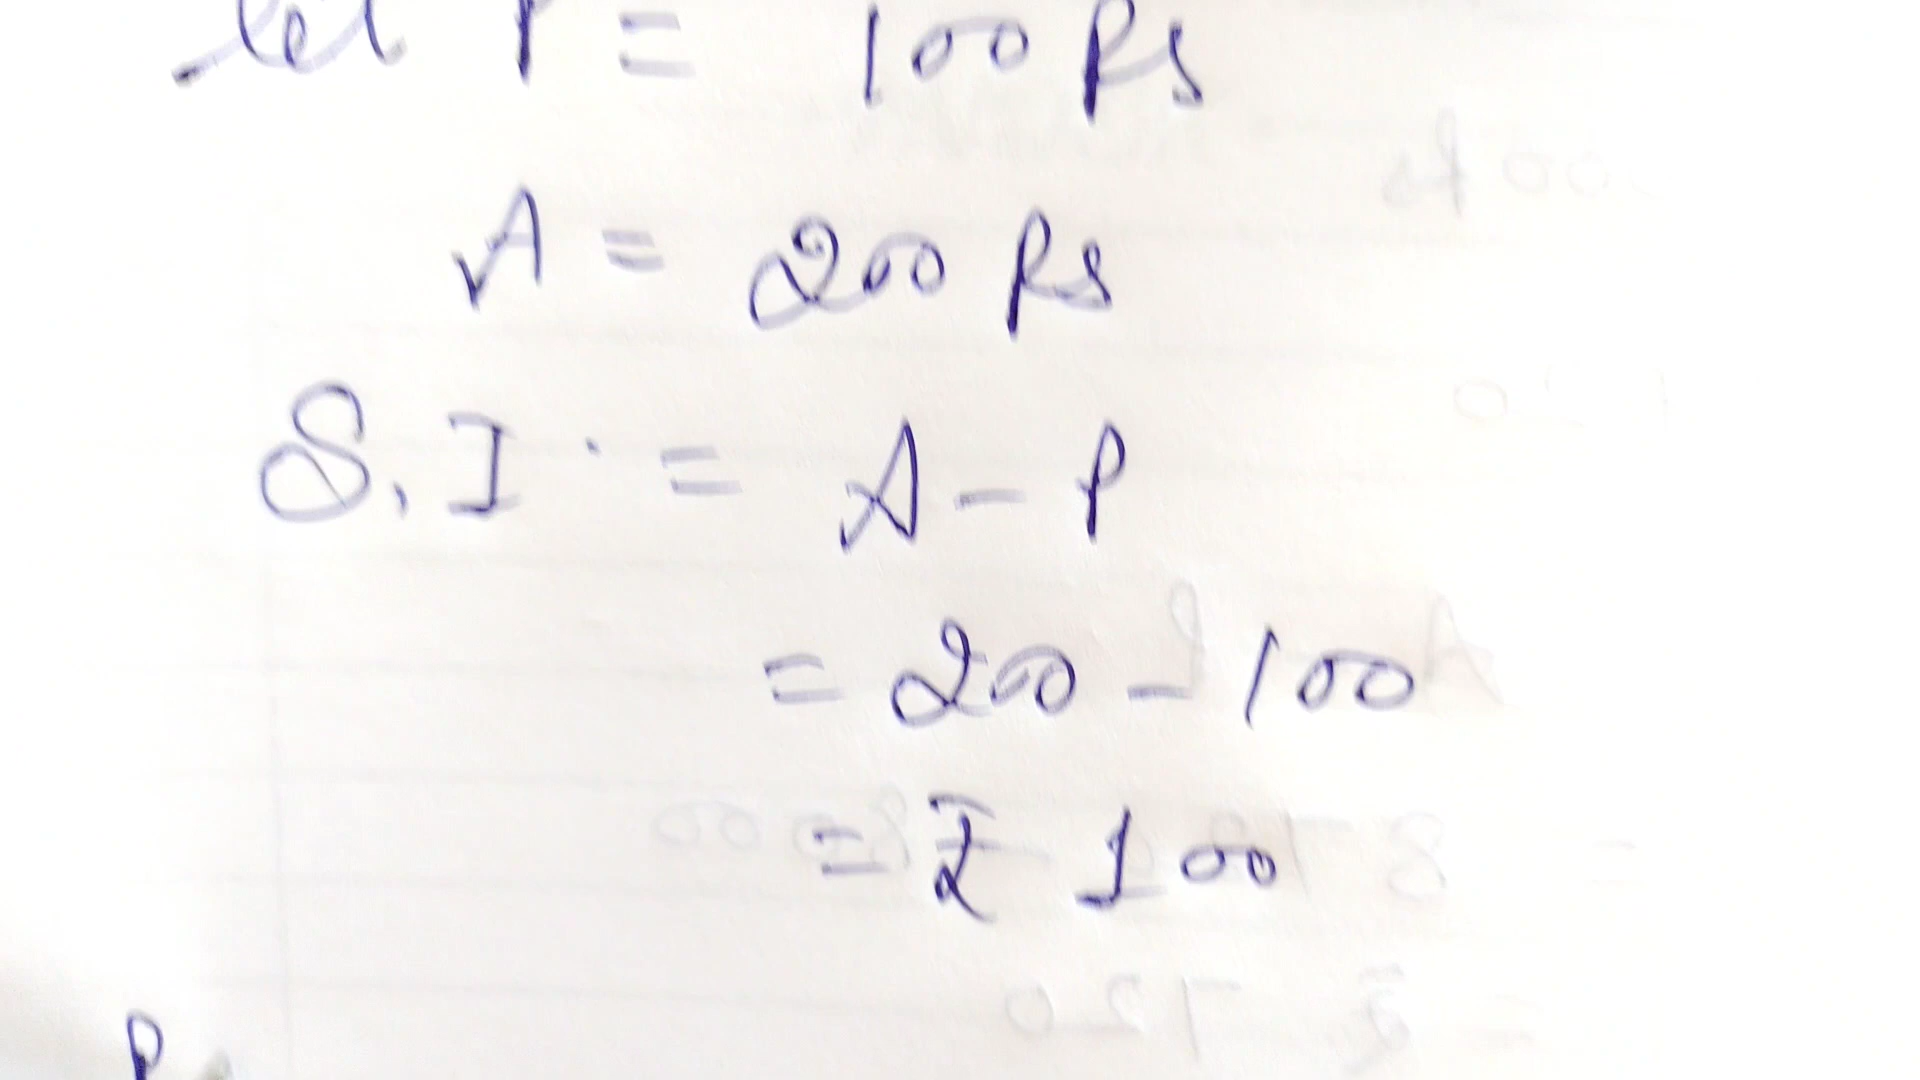 let P = 100 Rs
A = 200 Rs
S.I. = A - P
= 200 - 100
= ₹ 100
P